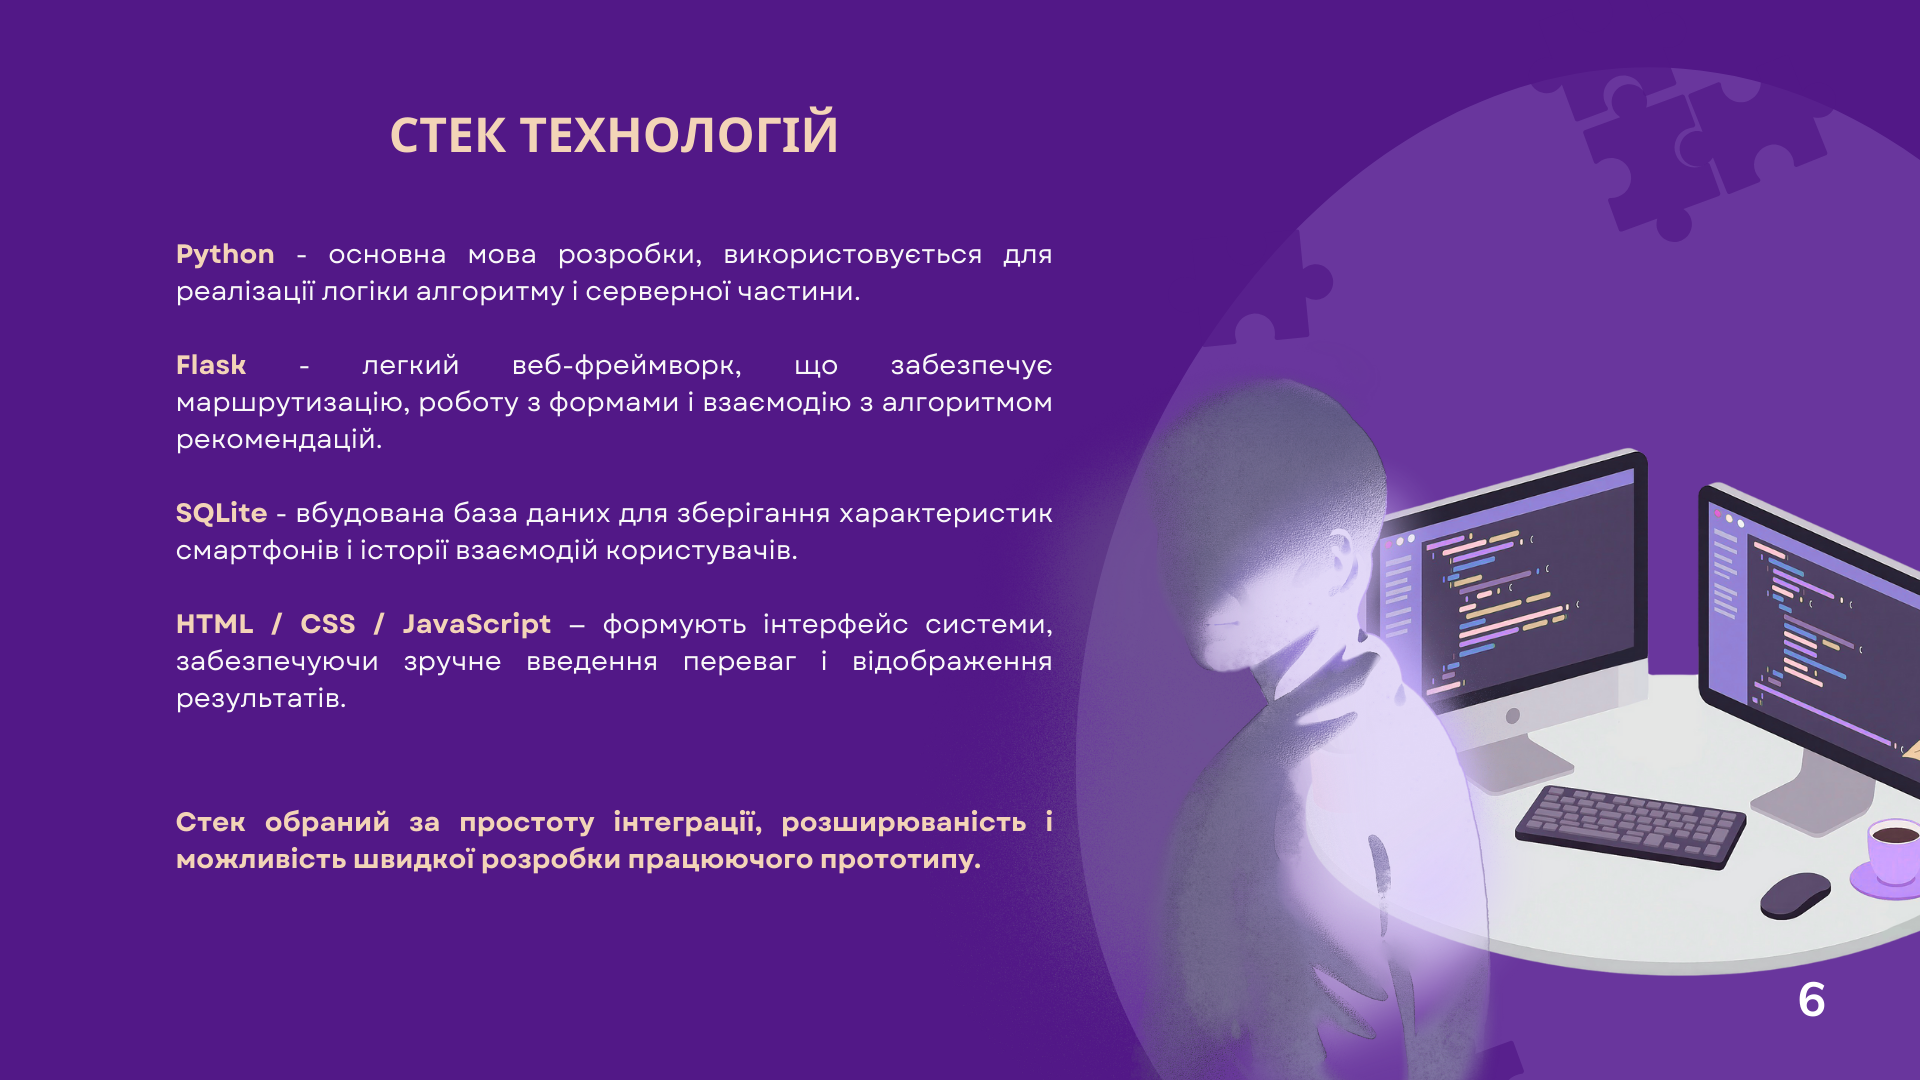 СТЕК ТЕХНОЛОГІЙ
Python - основна мова розробки, використовується для
реалізації логіки алгоритму і серверної частини.
Flask - легкий веб-фреймворк, що забезпечує
маршрутизацію, роботу з формами і взаємодію з алгоритмом
рекомендацій.
SQLite - вбудована база даних для зберігання характеристик
смартфонів і історії взаємодій користувачів.
HTML / CSS / JavaScript – формують інтерфейс системи,
забезпечуючи зручне введення переваг і відображення
результатів.
Стек обраний за простоту інтеграції, розширюваність і
можливість швидкої розробки працюючого прототипу.
6